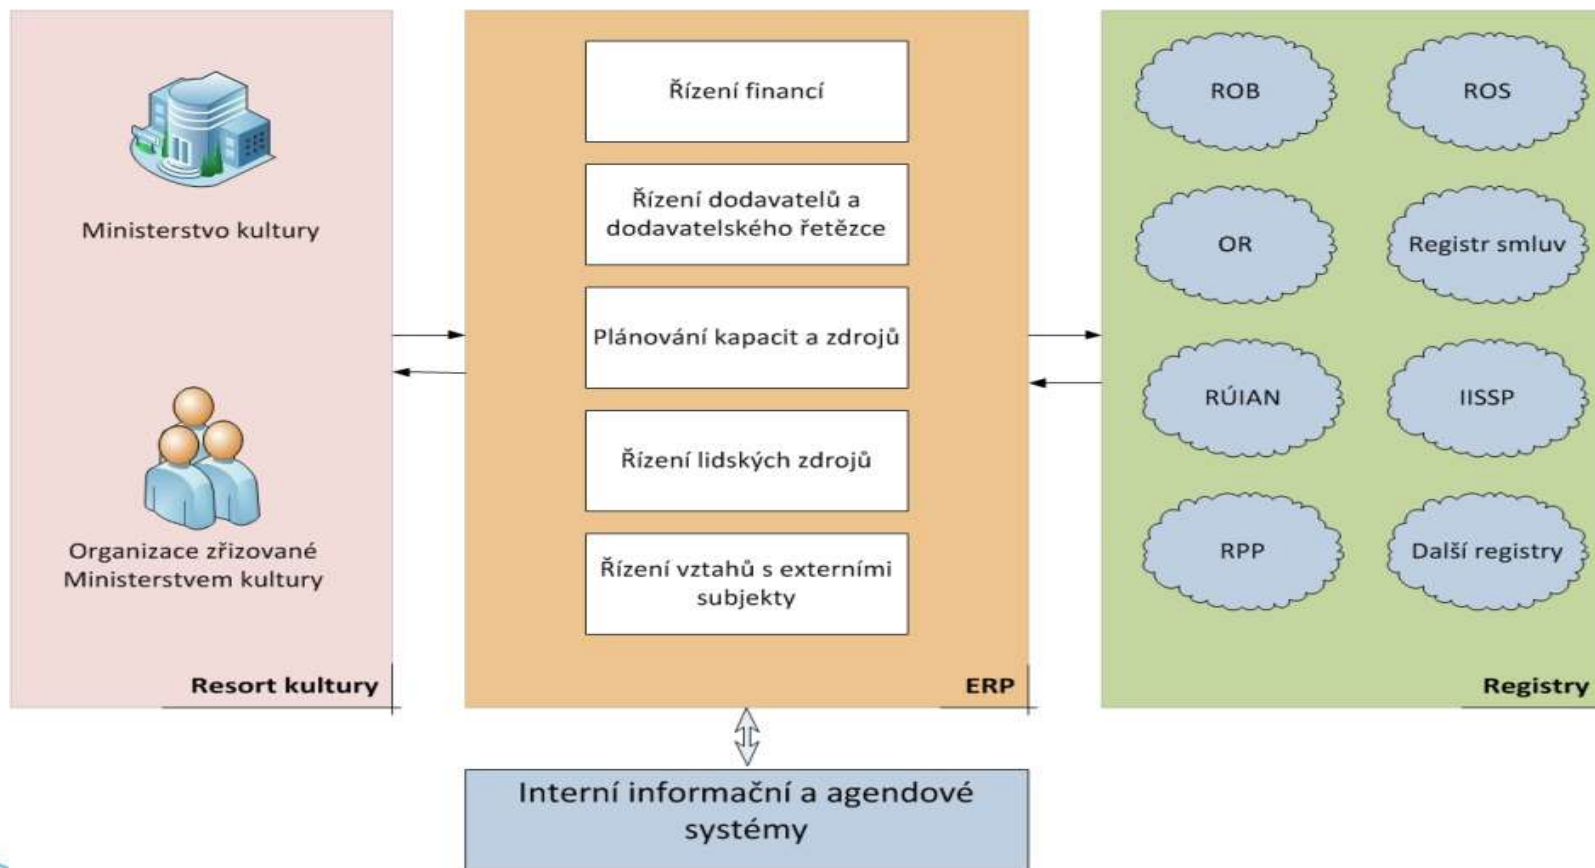 Ministerstvo kultury
Organizace zřizované
Ministerstvem kultury
Resort kultury
Řízení financí
Řízení dodavatelů a
dodavatelského řetězce
Plánování kapacit a zdrojů
Řízení lidských zdrojů
Řízení vztahů s externími
subjekty
ERP
ROB
ROS
OR
Registr smluv
RÚIAN
IISSP
RPP
Další registry
Registry
Interní informační a agendové
systémy